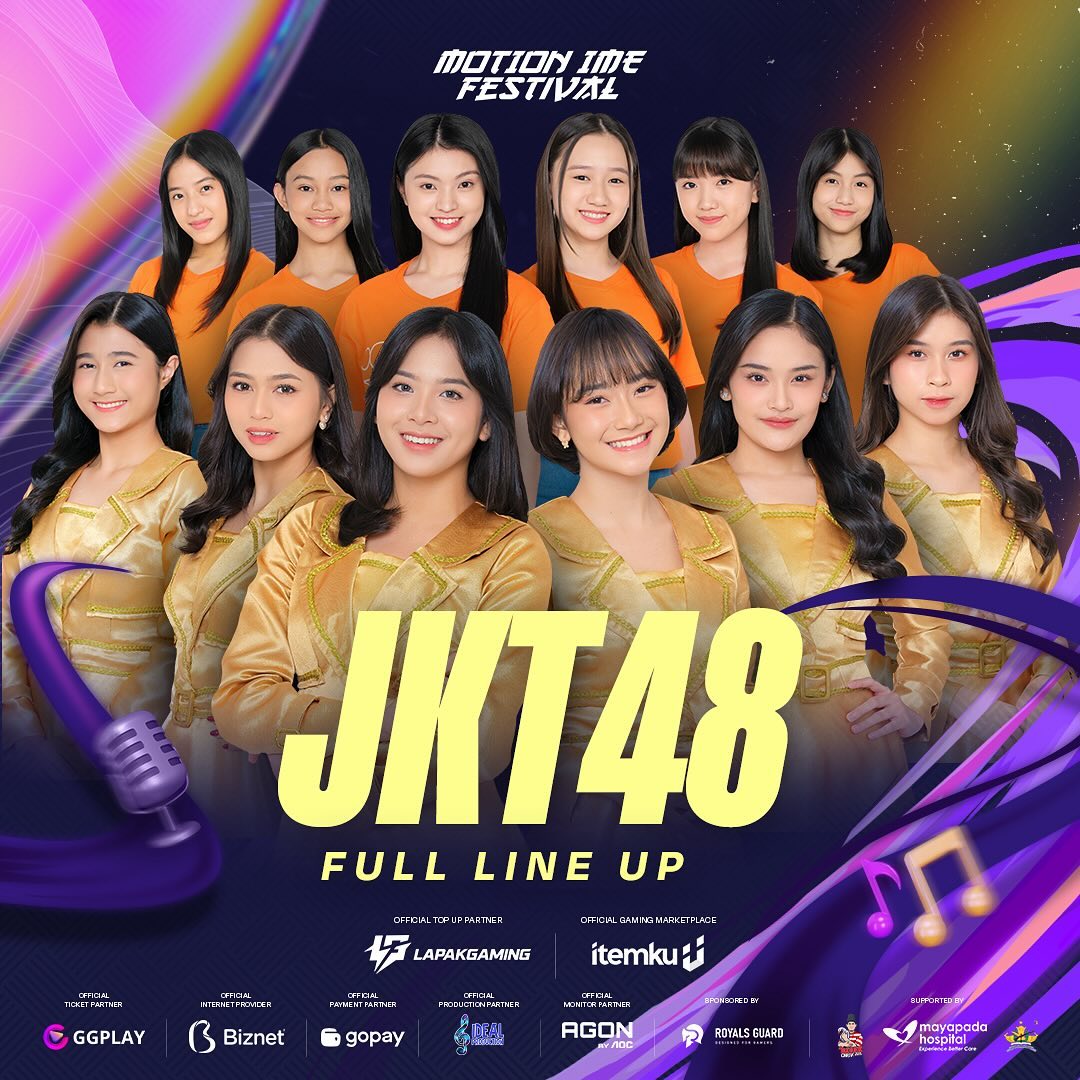 MOTION IME
FESTIVAL
JKT48
FULL LINE UP
OFFICIAL TOP UP PARTNER
OFFICIAL GAMING MARKETPLACE
LAPAKGAMING
itemku
OFFICIAL
TICKET PARTNER
OFFICIAL
INTERNET PROVIDER
OFFICIAL
PAYMENT PARTNER
OFFICIAL
PRODUCTION PARTNER
OFFICIAL
MONITOR PARTNER
SPONSORED BY
SUPPORTED BY
GGPLAY
Biznet
gopay
IDEAL
PRODUCTION
AGON
BY AOC
ROYALS GUARD
DESIGNED FOR GAMERS
mayapada
hospital
Experience Better Care